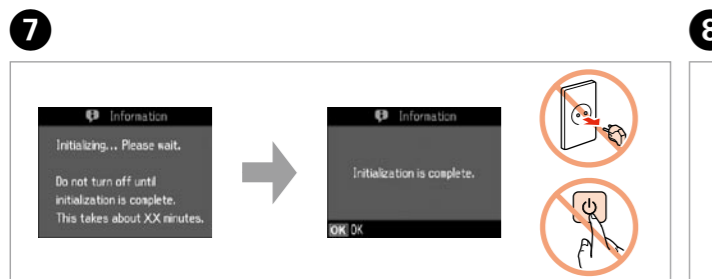 7
8
Information
Initializing... Please wait.
Do not turn off until
initialization is complete.
This takes about XX minutes.
Information
Initialization is complete.
OK OK